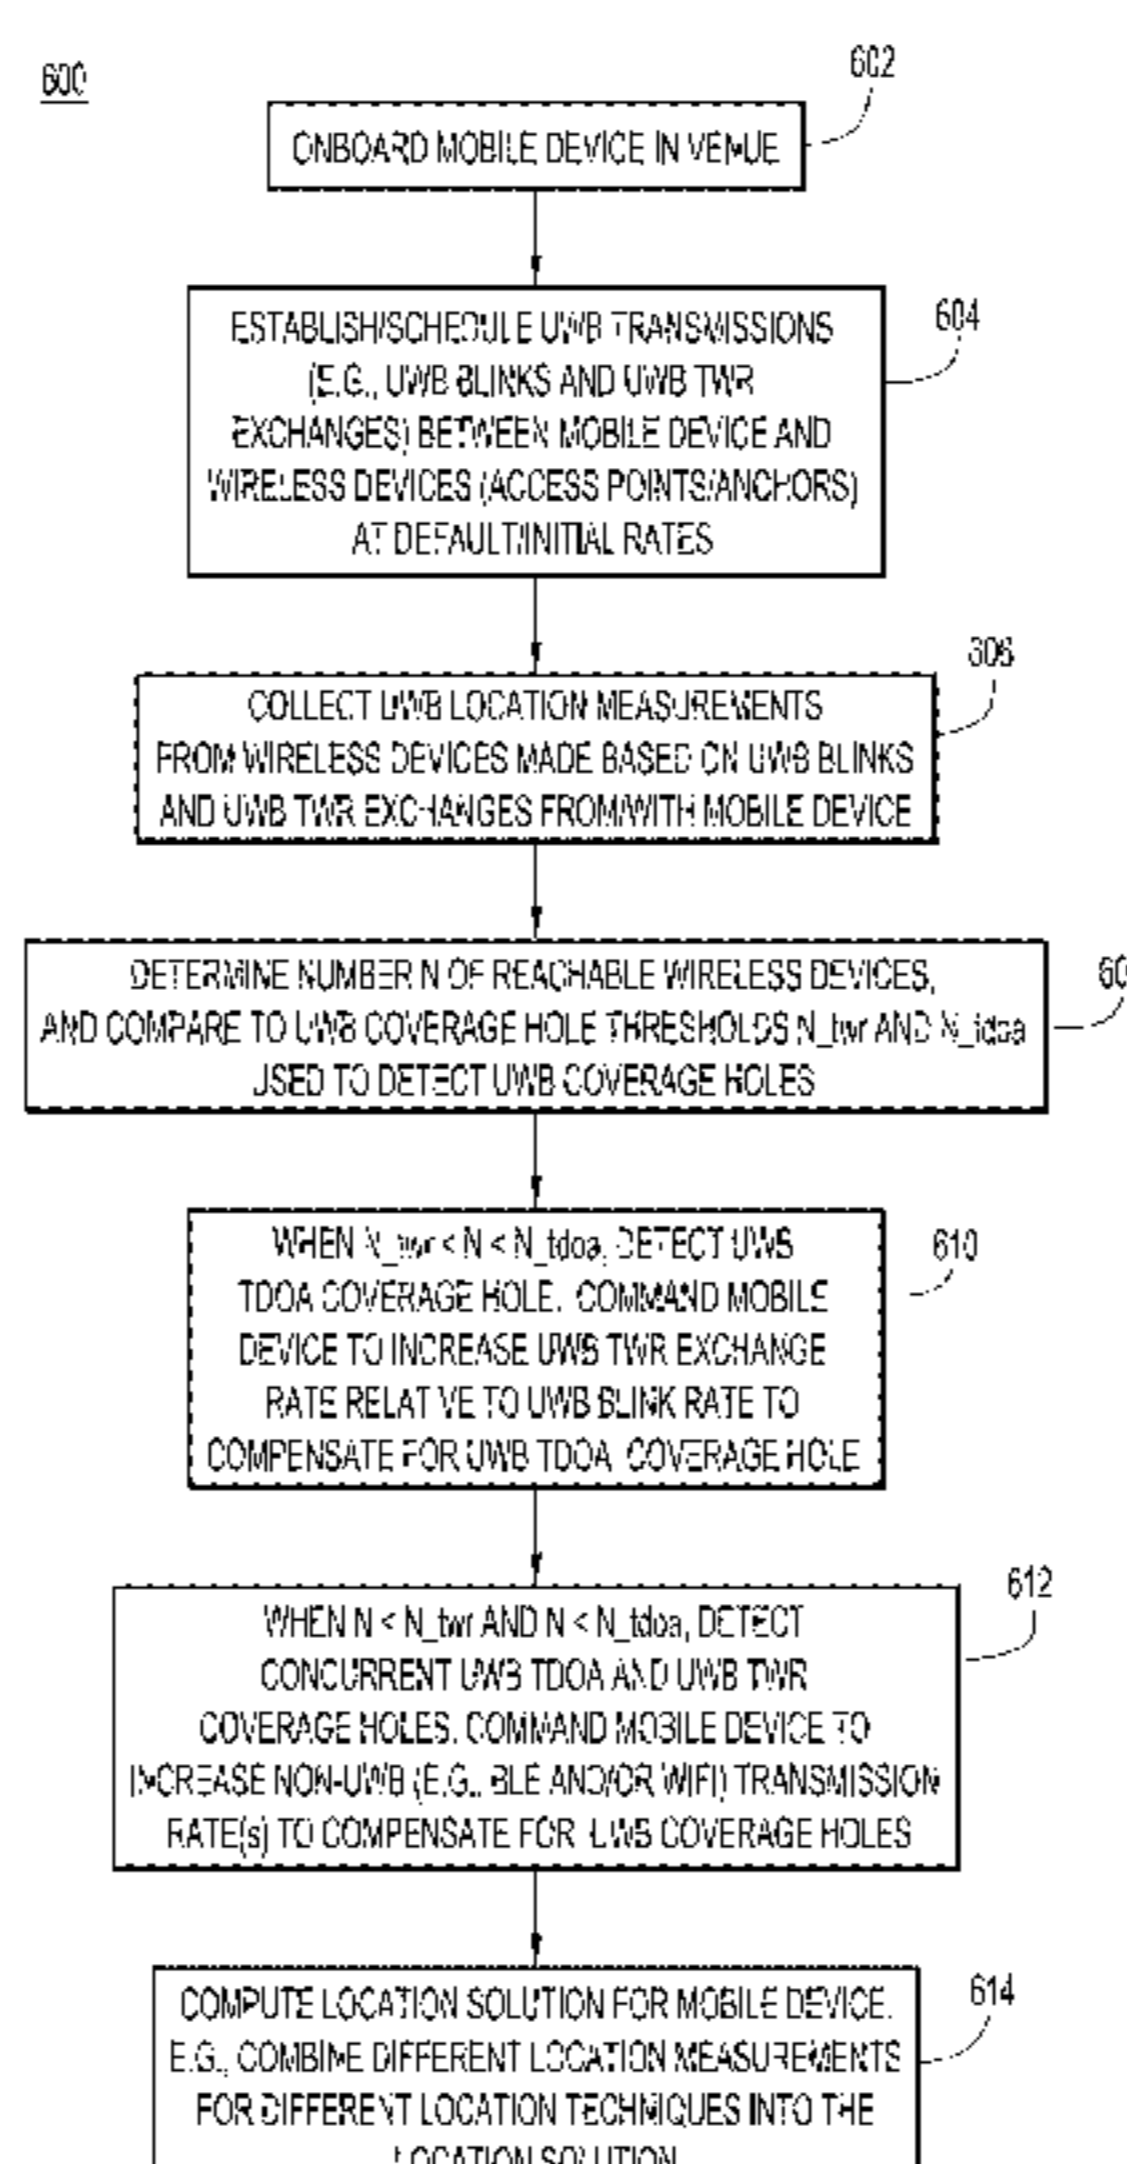 600
602
ONBOARD MOBILE DEVICE IN VENUE
604
ESTABLISH/SCHEDULE UWB TRANSMISSIONS
(E.G., UWB BLINKS AND UWB TWR
EXCHANGES) BETWEEN MOBILE DEVICE AND
WIRELESS DEVICES (ACCESS POINTS/ANCHORS)
AT DEFAULT/INITIAL RATES
606
COLLECT UWB LOCATION MEASUREMENTS
FROM WIRELESS DEVICES MADE BASED ON UWB BLINKS
AND UWB TWR EXCHANGES FROM/WITH MOBILE DEVICE
60
DETERMINE NUMBER N OF REACHABLE WIRELESS DEVICES,
AND COMPARE TO UWB COVERAGE HOLE THRESHOLDS N_twr AND N_tdoa
USED TO DETECT UWB COVERAGE HOLES
610
WHEN N_twr < N < N_tdoa, DETECT UWB
TDOA COVERAGE HOLE. COMMAND MOBILE
DEVICE TO INCREASE UWB TWR EXCHANGE
RATE RELATIVE TO UWB BLINK RATE TO
COMPENSATE FOR UWB TDOA COVERAGE HOLE
612
WHEN N < N_twr AND N < N_tdoa, DETECT
CONCURRENT UWB TDOA AND UWB TWR
COVERAGE HOLES. COMMAND MOBILE DEVICE TO
INCREASE NON-UWB (E.G., BLE AND/OR WIFI) TRANSMISSION
RATE(s) TO COMPENSATE FOR UWB COVERAGE HOLES
614
COMPUTE LOCATION SOLUTION FOR MOBILE DEVICE.
E.G., COMBINE DIFFERENT LOCATION MEASUREMENTS
FOR DIFFERENT LOCATION TECHNIQUES INTO THE
LOCATION SOLUTION